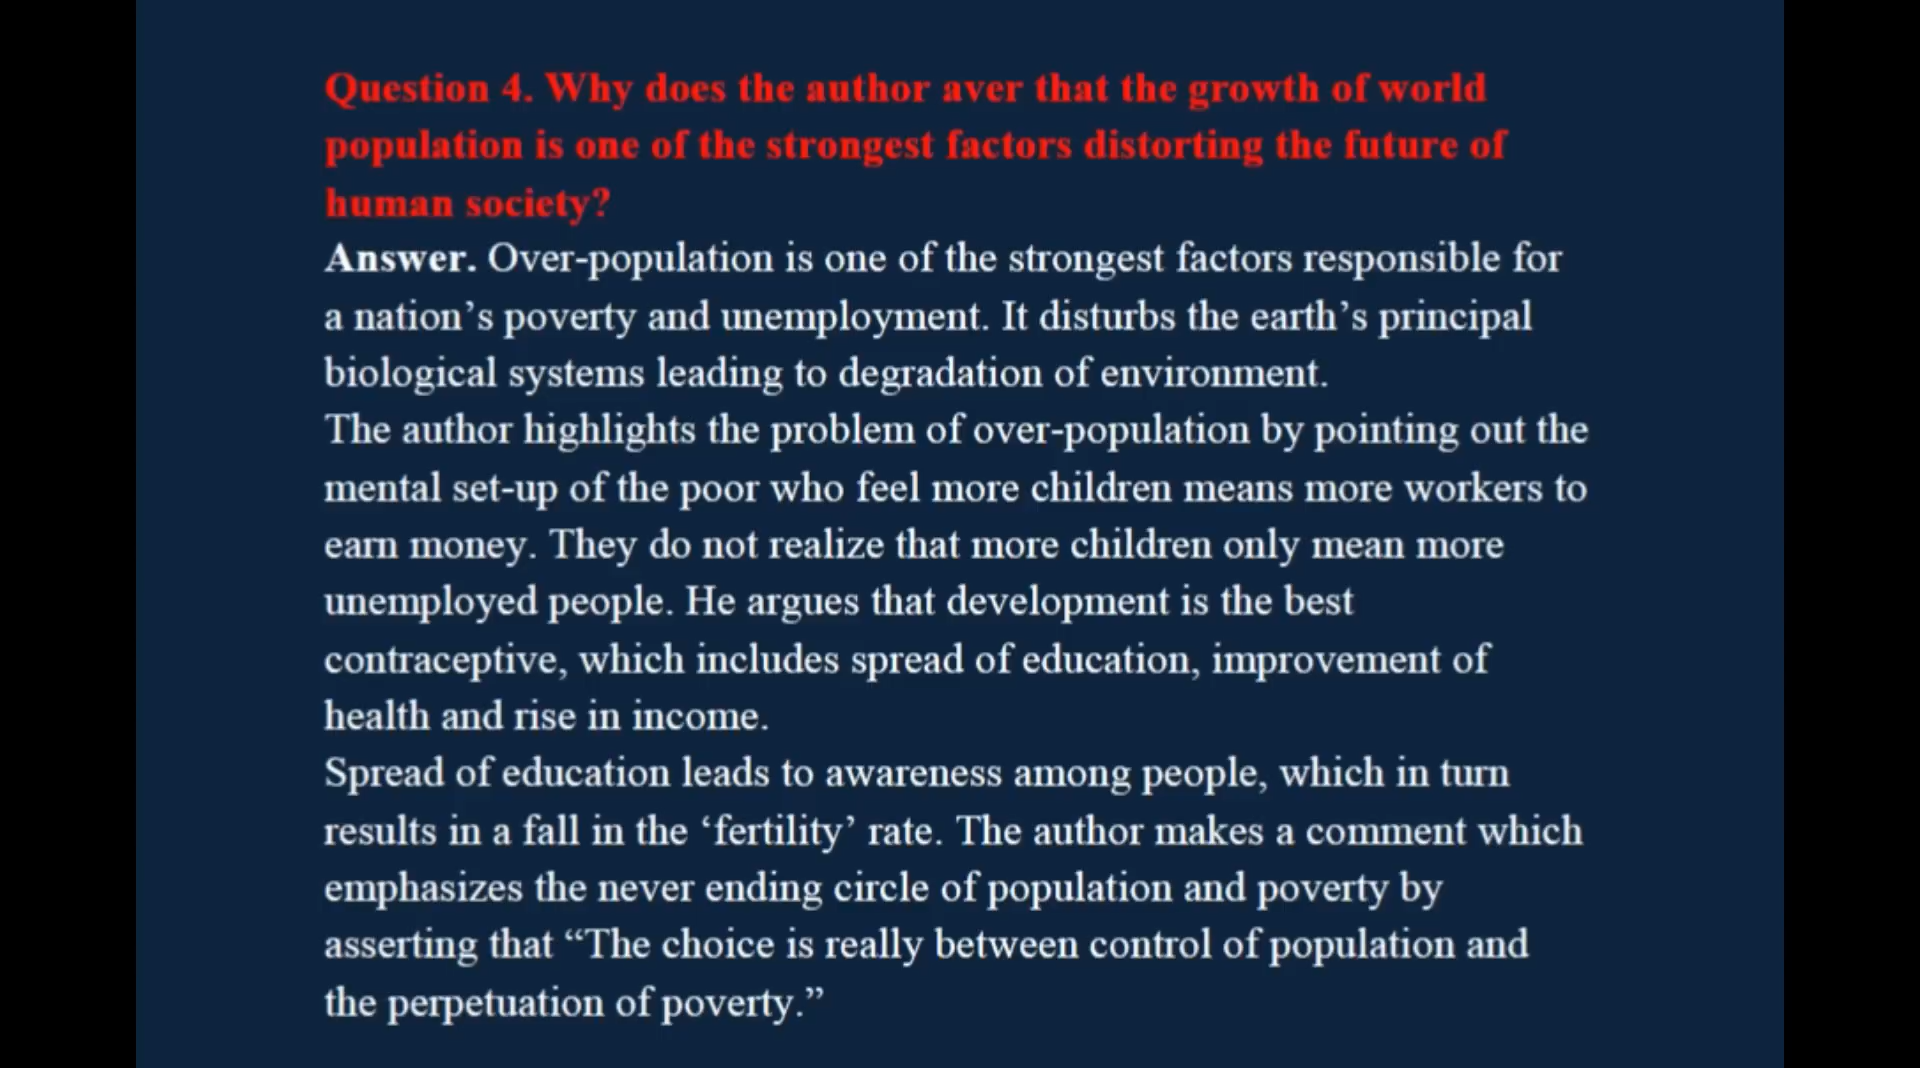 Question 4. Why does the author aver that the growth of world
population is one of the strongest factors distorting the future of
human society?
Answer. Over-population is one of the strongest factors responsible for
a nation’s poverty and unemployment. It disturbs the earth’s principal
biological systems leading to degradation of environment.
The author highlights the problem of over-population by pointing out the
mental set-up of the poor who feel more children means more workers to
earn money. They do not realize that more children only mean more
unemployed people. He argues that development is the best
contraceptive, which includes spread of education, improvement of
health and rise in income.
Spread of education leads to awareness among people, which in turn
results in a fall in the ‘fertility’ rate. The author makes a comment which
emphasizes the never ending circle of population and poverty by
asserting that “The choice is really between control of population and
the perpetuation of poverty.”